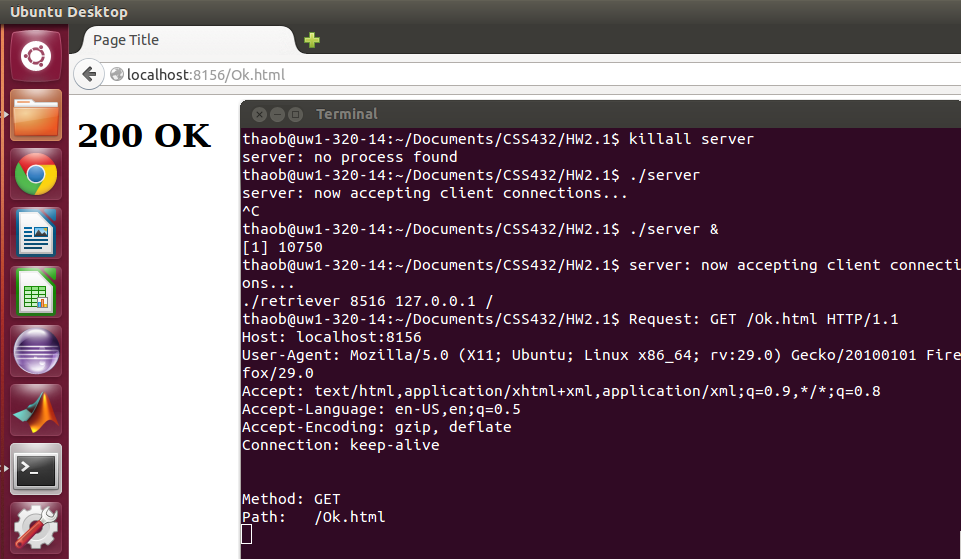 Ubuntu Desktop
Page Title
localhost:8156/Ok.html
200 OK
Terminal
thaob@uw1-320-14:~/Documents/CSS432/HW2.1$ killall server
server: no process found
thaob@uw1-320-14:~/Documents/CSS432/HW2.1$ ./server
server: now accepting client connections...
^C
thaob@uw1-320-14:~/Documents/CSS432/HW2.1$ ./server &
[1] 10750
thaob@uw1-320-14:~/Documents/CSS432/HW2.1$ server: now accepting client connecti
ons...
./retriever 8516 127.0.0.1 /
thaob@uw1-320-14:~/Documents/CSS432/HW2.1$ Request: GET /Ok.html HTTP/1.1
Host: localhost:8156
User-Agent: Mozilla/5.0 (X11; Ubuntu; Linux x86_64; rv:29.0) Gecko/20100101 Fire
fox/29.0
Accept: text/html,application/xhtml+xml,application/xml;q=0.9,*/*;q=0.8
Accept-Language: en-US,en;q=0.5
Accept-Encoding: gzip, deflate
Connection: keep-alive
Method: GET
Path:   /Ok.html